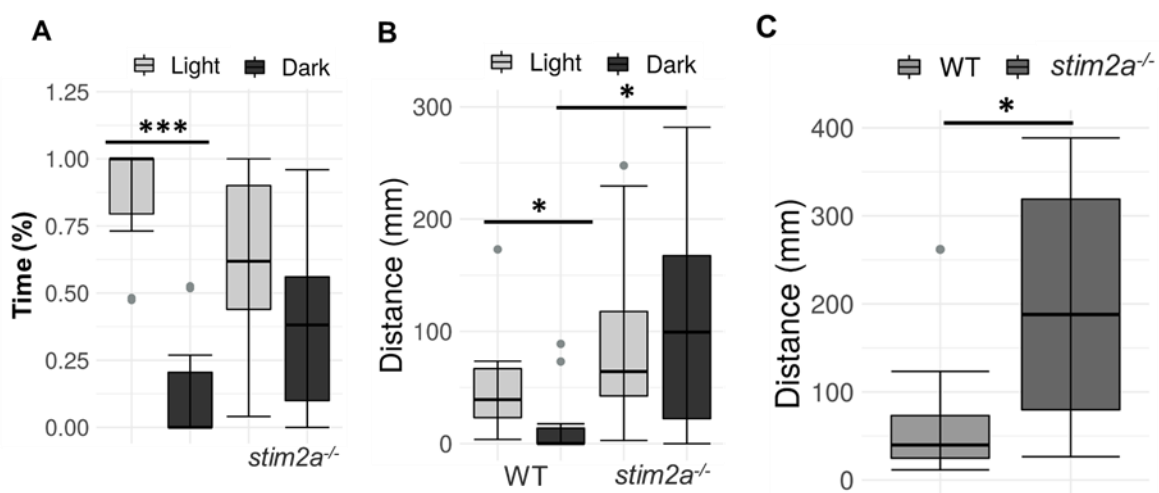 A
Light Dark
Time (%)
1.25
1.00
0.75
0.50
0.25
0.00
***
stim2a-/-
B
Light Dark
Distance (mm)
300
200
100
0
*
*
WT stim2a-/-
C
WT stim2a-/-
Distance (mm)
400
300
200
100
0
*